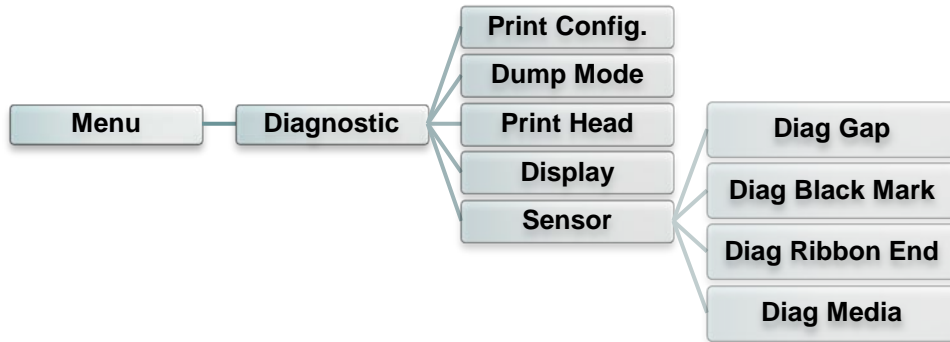 Menu
Diagnostic
Print Config.
Dump Mode
Print Head
Display
Sensor
Diag Gap
Diag Black Mark
Diag Ribbon End
Diag Media